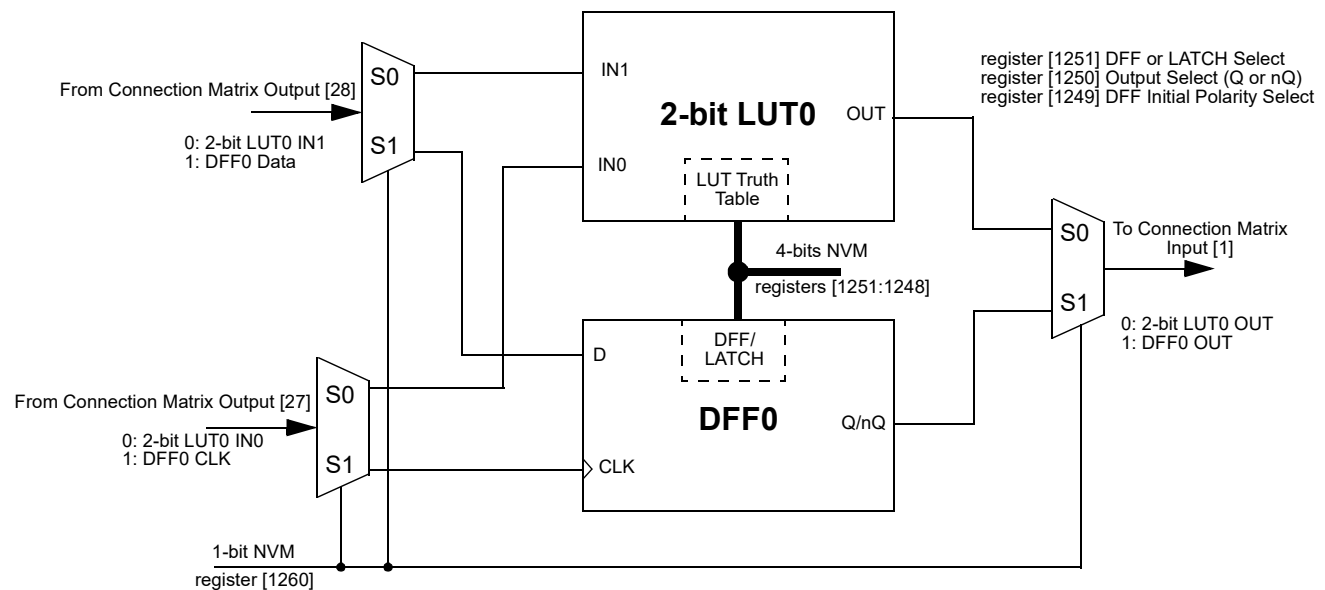 From Connection Matrix Output [28]
0: 2-bit LUT0 IN1
1: DFF0 Data
S0
S1
IN1
IN0
2-bit LUT0
OUT
LUT Truth
Table
register [1251] DFF or LATCH Select
register [1250] Output Select (Q or nQ)
register [1249] DFF Initial Polarity Select
S0
S1
To Connection Matrix
Input [1]
0: 2-bit LUT0 OUT
1: DFF0 OUT
4-bits NVM
registers [1251:1248]
DFF/
LATCH
D
DFF0
Q/nQ
CLK
From Connection Matrix Output [27]
0: 2-bit LUT0 IN0
1: DFF0 CLK
S0
S1
1-bit NVM
register [1260]